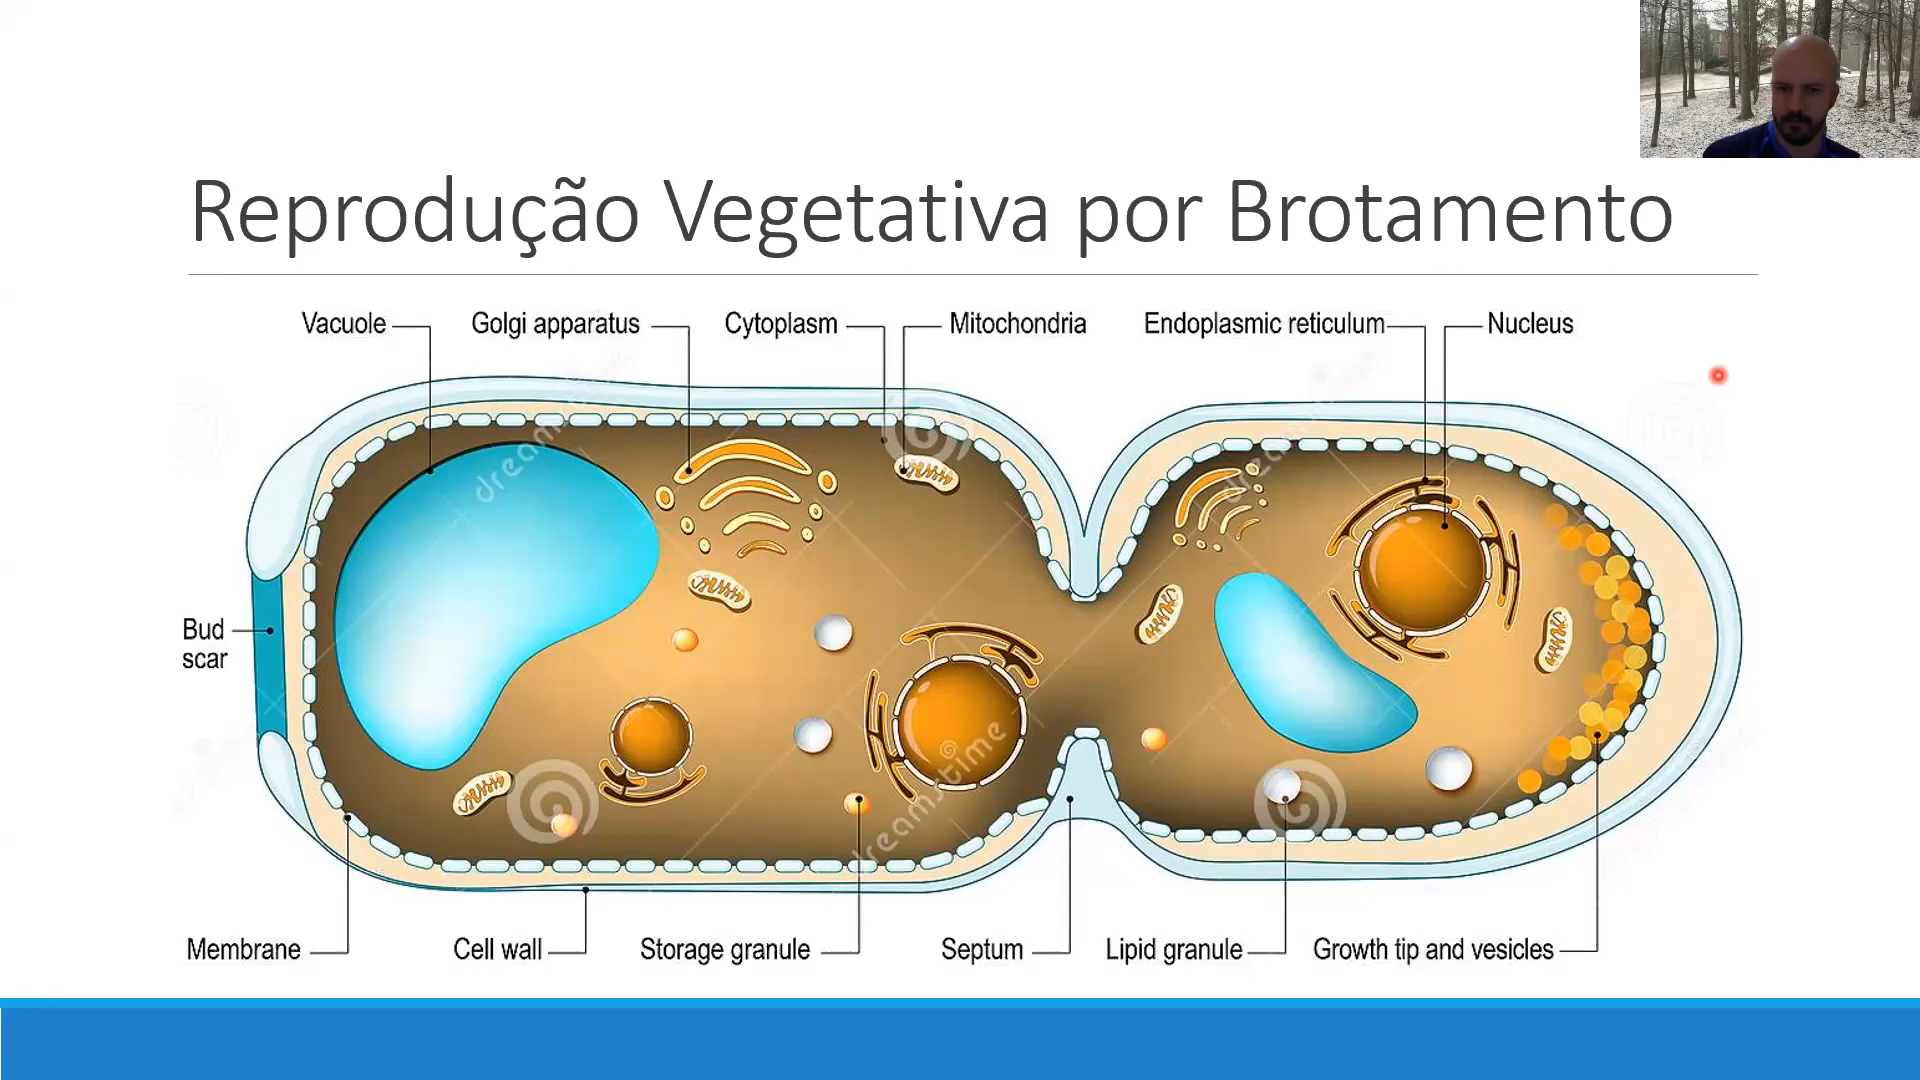 Reprodução Vegetativa por Brotamento
Vacuole
Golgi apparatus
Cytoplasm
Mitochondria
Endoplasmic reticulum
Nucleus
Bud
scar
Membrane
Cell wall
Storage granule
Septum
Lipid granule
Growth tip and vesicles
dreamstime